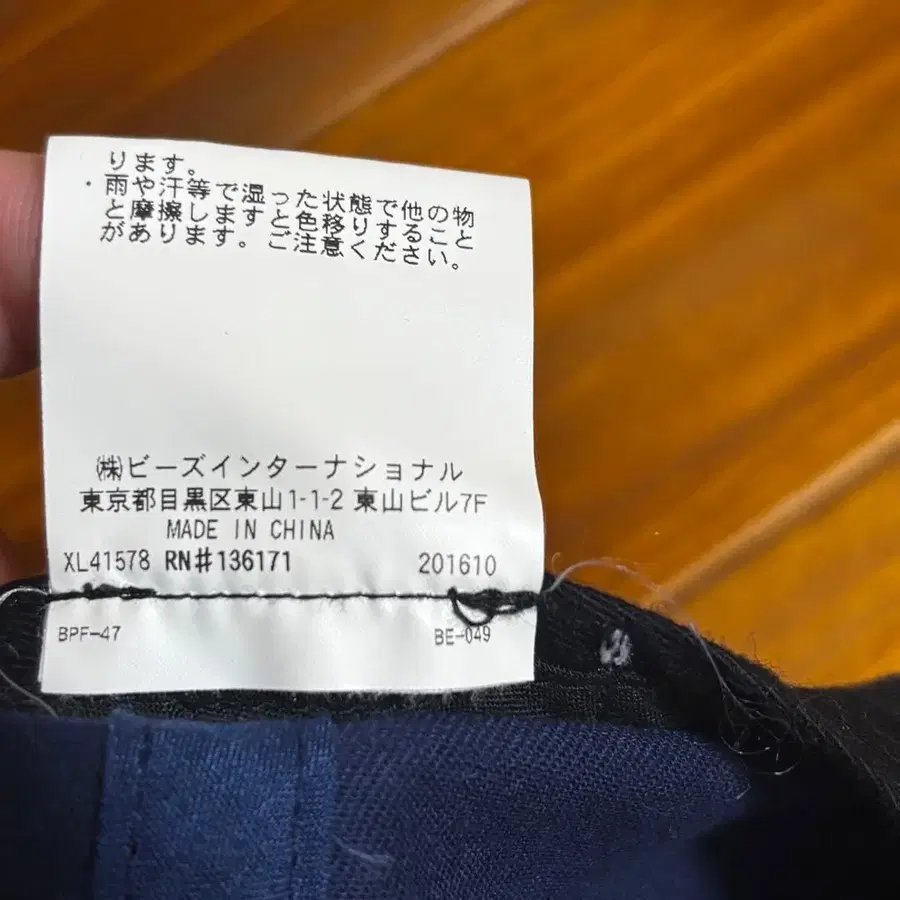 ります。
・雨や汗等で湿った状態で他の物
と摩擦しますと色移りすること
があります。ご注意ください。
㈱ビーズインターナショナル
東京都目黒区東山1-1-2 東山ビル7F
MADE IN CHINA
XL41578 RN#136171 201610
BPF-47 BE-049